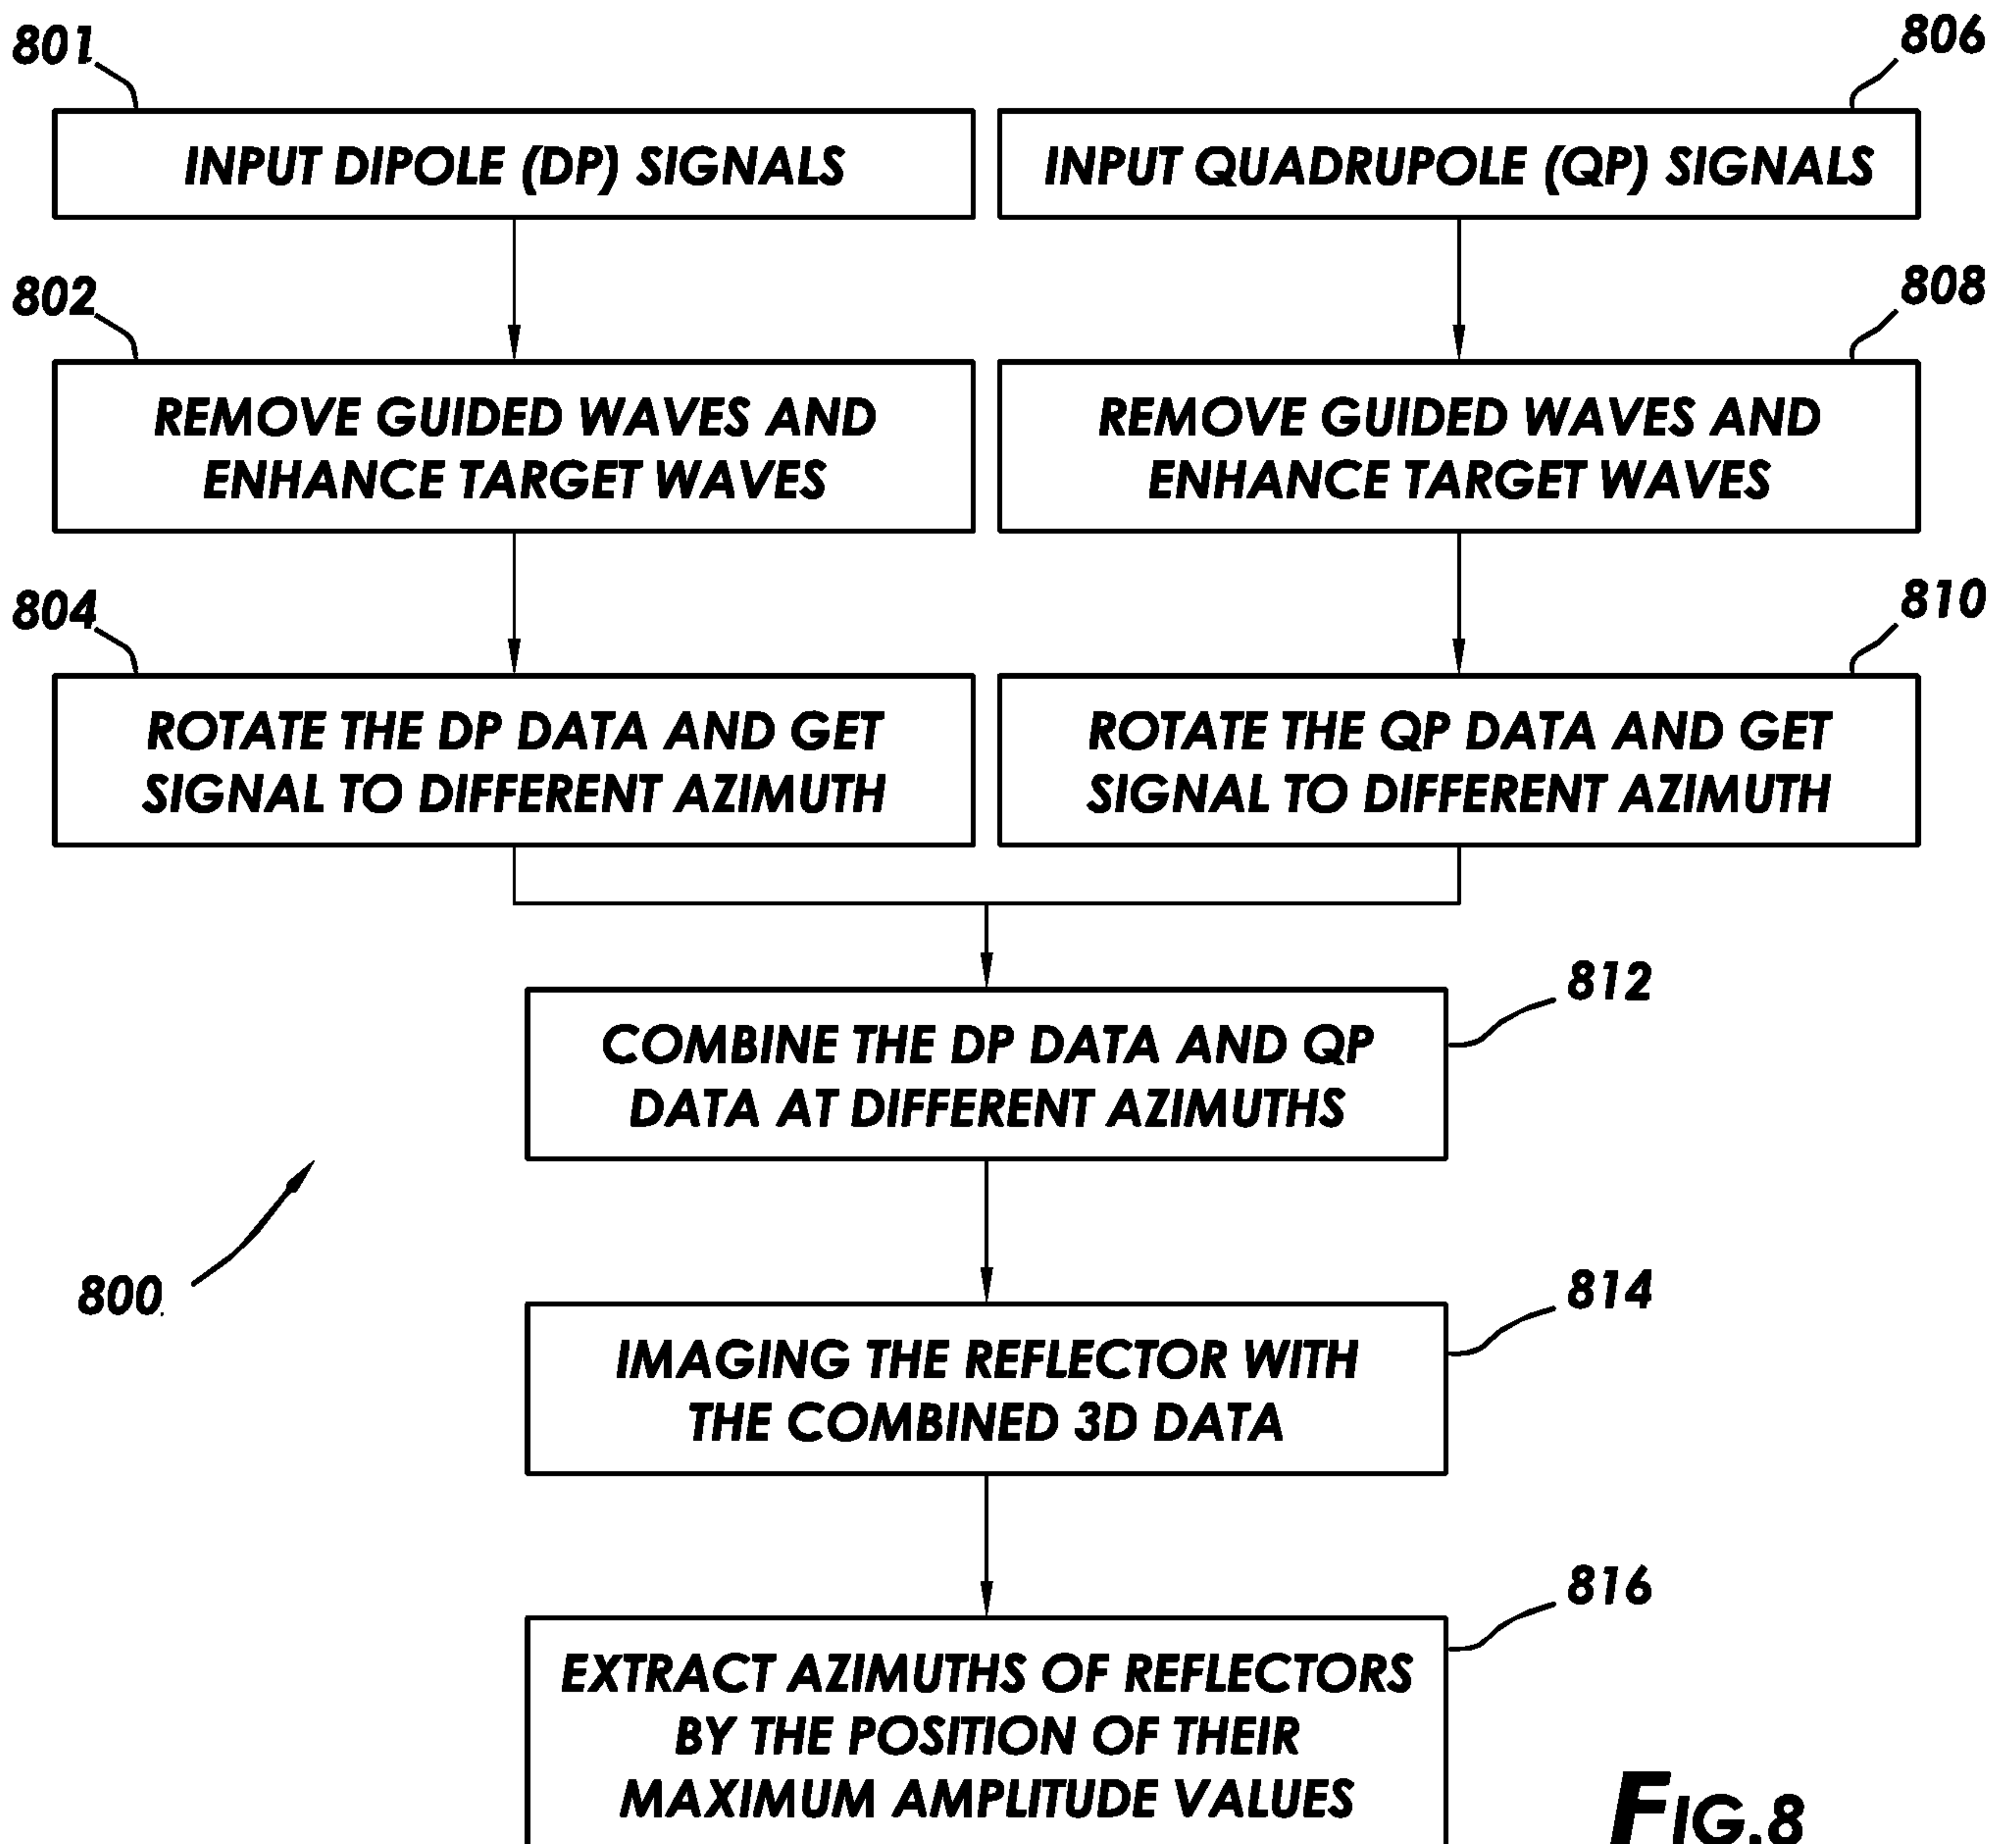 801
806
INPUT DIPOLE (DP) SIGNALS
INPUT QUADRUPOLE (QP) SIGNALS
802
808
REMOVE GUIDED WAVES AND
ENHANCE TARGET WAVES
REMOVE GUIDED WAVES AND
ENHANCE TARGET WAVES
804
810
ROTATE THE DP DATA AND GET
SIGNAL TO DIFFERENT AZIMUTH
ROTATE THE QP DATA AND GET
SIGNAL TO DIFFERENT AZIMUTH
812
COMBINE THE DP DATA AND QP
DATA AT DIFFERENT AZIMUTHS
800
814
IMAGING THE REFLECTOR WITH
THE COMBINED 3D DATA
816
EXTRACT AZIMUTHS OF REFLECTORS
BY THE POSITION OF THEIR
MAXIMUM AMPLITUDE VALUES
FIG.8